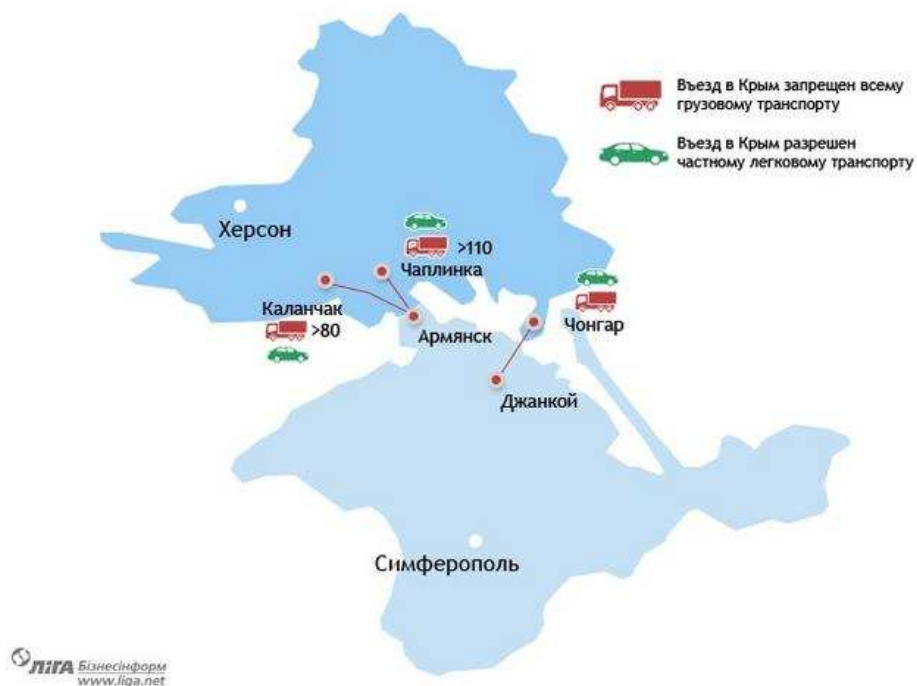 Въезд в Крым запрещен всему
грузовому транспорту
Въезд в Крым разрешен
частному легковому транспорту
Херсон
>110
Чаплинка
Каланчак
>80
Армянск
Чонгар
Джанкой
Симферополь
ЛIГА Бізнесінформ
www.liga.net